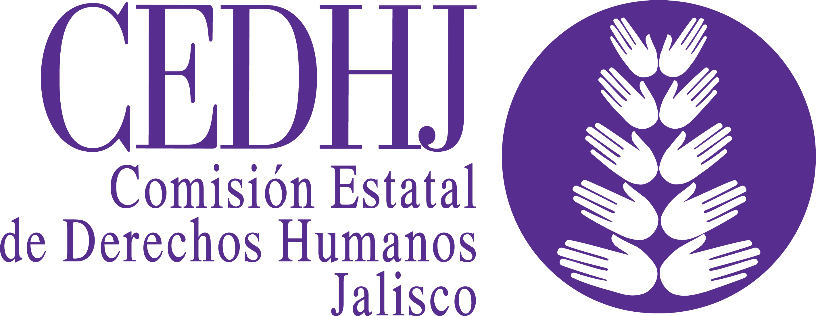 CEDHJ
Comisión Estatal
de Derechos Humanos
Jalisco